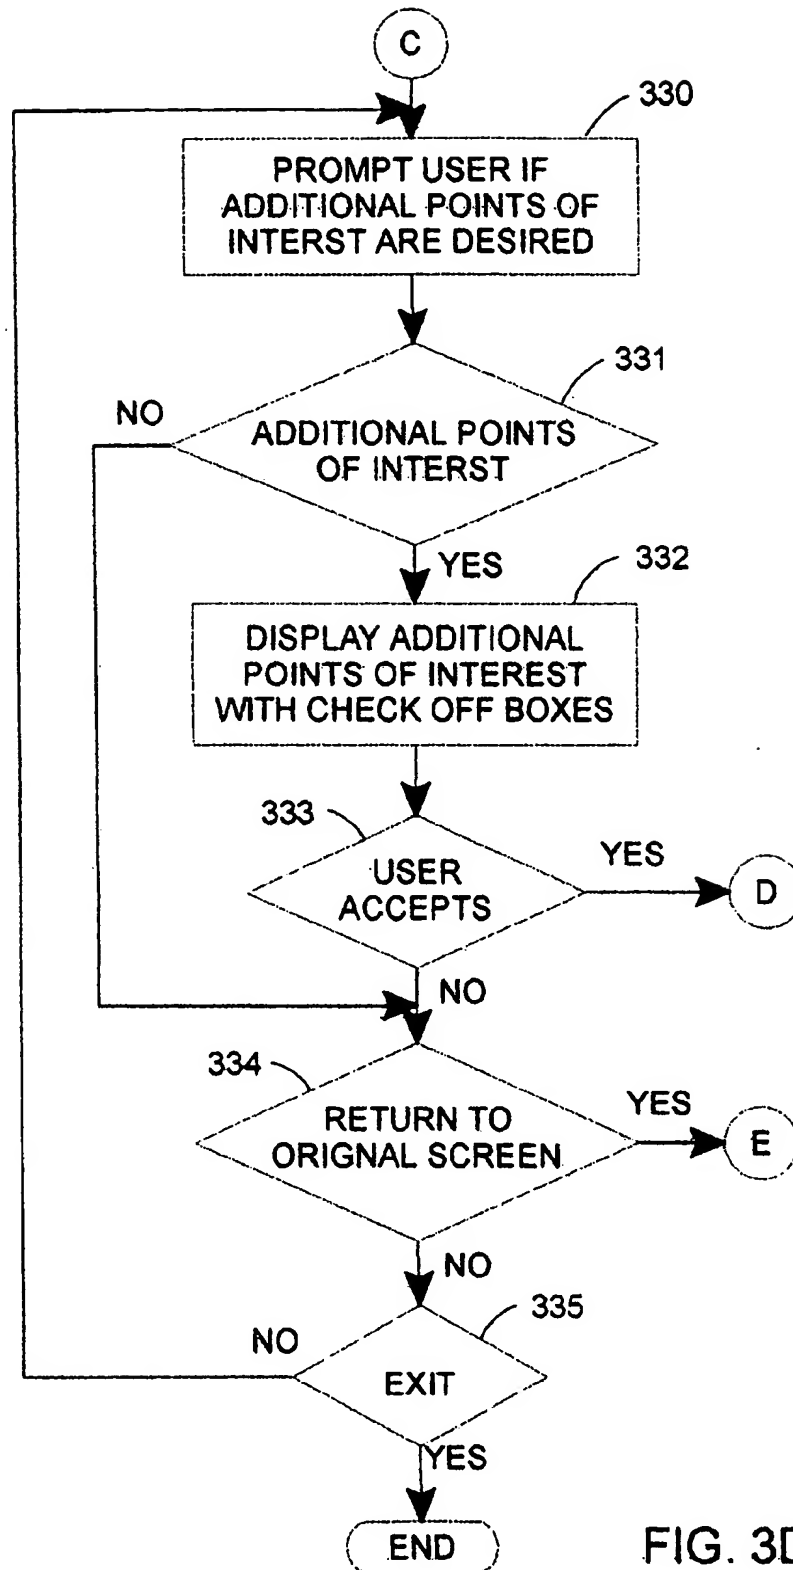 C
330
PROMPT USER IF
ADDITIONAL POINTS OF
INTERST ARE DESIRED
331
NO
ADDITIONAL POINTS
OF INTERST
YES
332
DISPLAY ADDITIONAL
POINTS OF INTEREST
WITH CHECK OFF BOXES
333
USER
ACCEPTS
YES
D
NO
334
RETURN TO
ORIGNAL SCREEN
YES
E
NO
335
NO
EXIT
YES
END
FIG. 3D